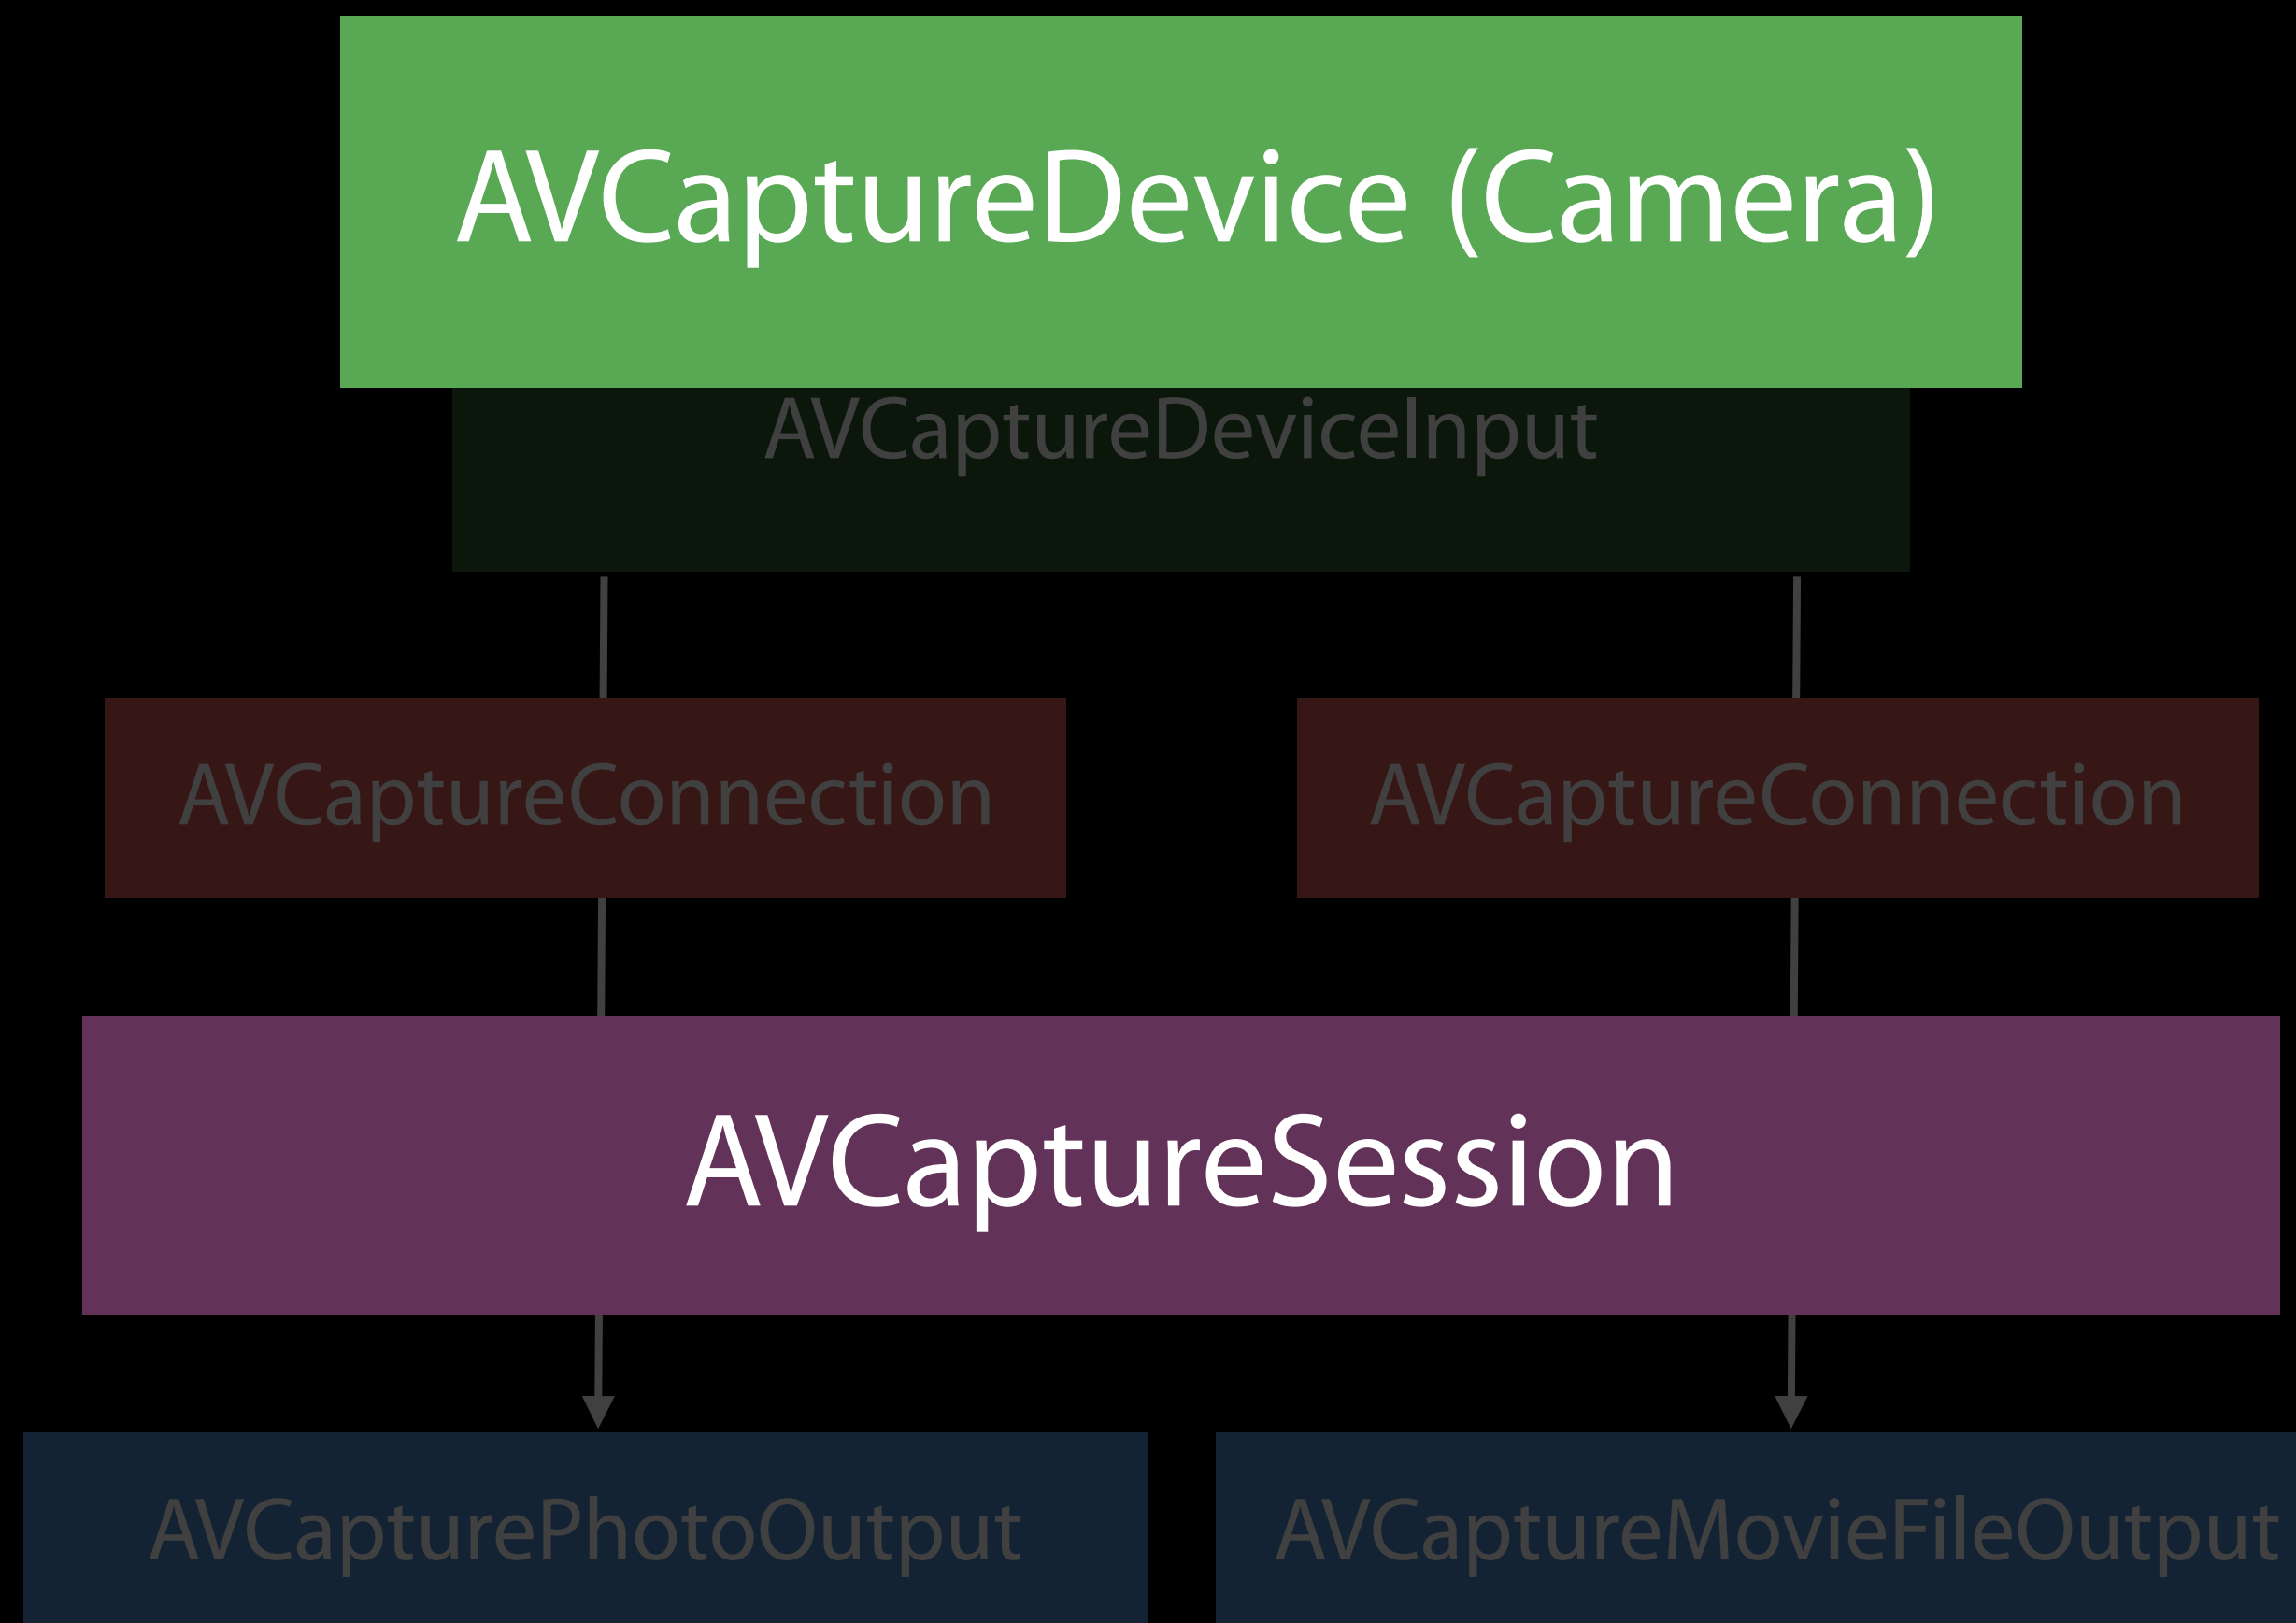 AVCaptureDevice (Camera)
AVCaptureDeviceInput
AVCaptureConnection
AVCaptureConnection
AVCaptureSession
AVCapturePhotoOutput
AVCaptureMovieFileOutput